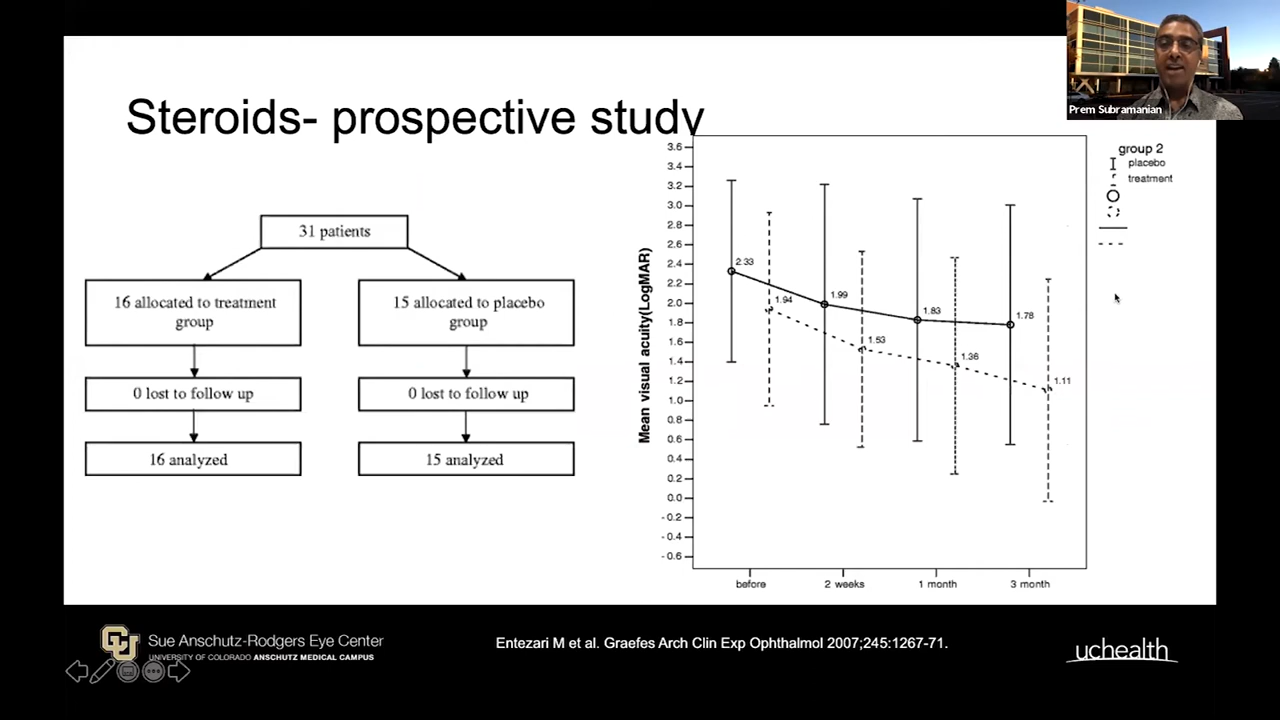 Prem Subramanian
Steroids- prospective study
31 patients
16 allocated to treatment
group
15 allocated to placebo
group
0 lost to follow up
0 lost to follow up
16 analyzed
15 analyzed
Mean visual acuity(LogMAR)
3.6
3.4
3.2
3.0
2.8
2.6
2.4
2.2
2.0
1.8
1.6
1.4
1.2
1.0
0.8
0.6
0.4
0.2
0.0
-0.2
-0.4
-0.6
2.33
1.94
1.99
1.53
1.83
1.36
1.78
1.11
before
2 weeks
1 month
3 month
group 2
placebo
treatment
CU
Sue Anschutz-Rodgers Eye Center
UNIVERSITY OF COLORADO ANSCHUTZ MEDICAL CAMPUS
Entezari M et al. Graefes Arch Clin Exp Ophthalmol 2007;245:1267-71.
uchealth